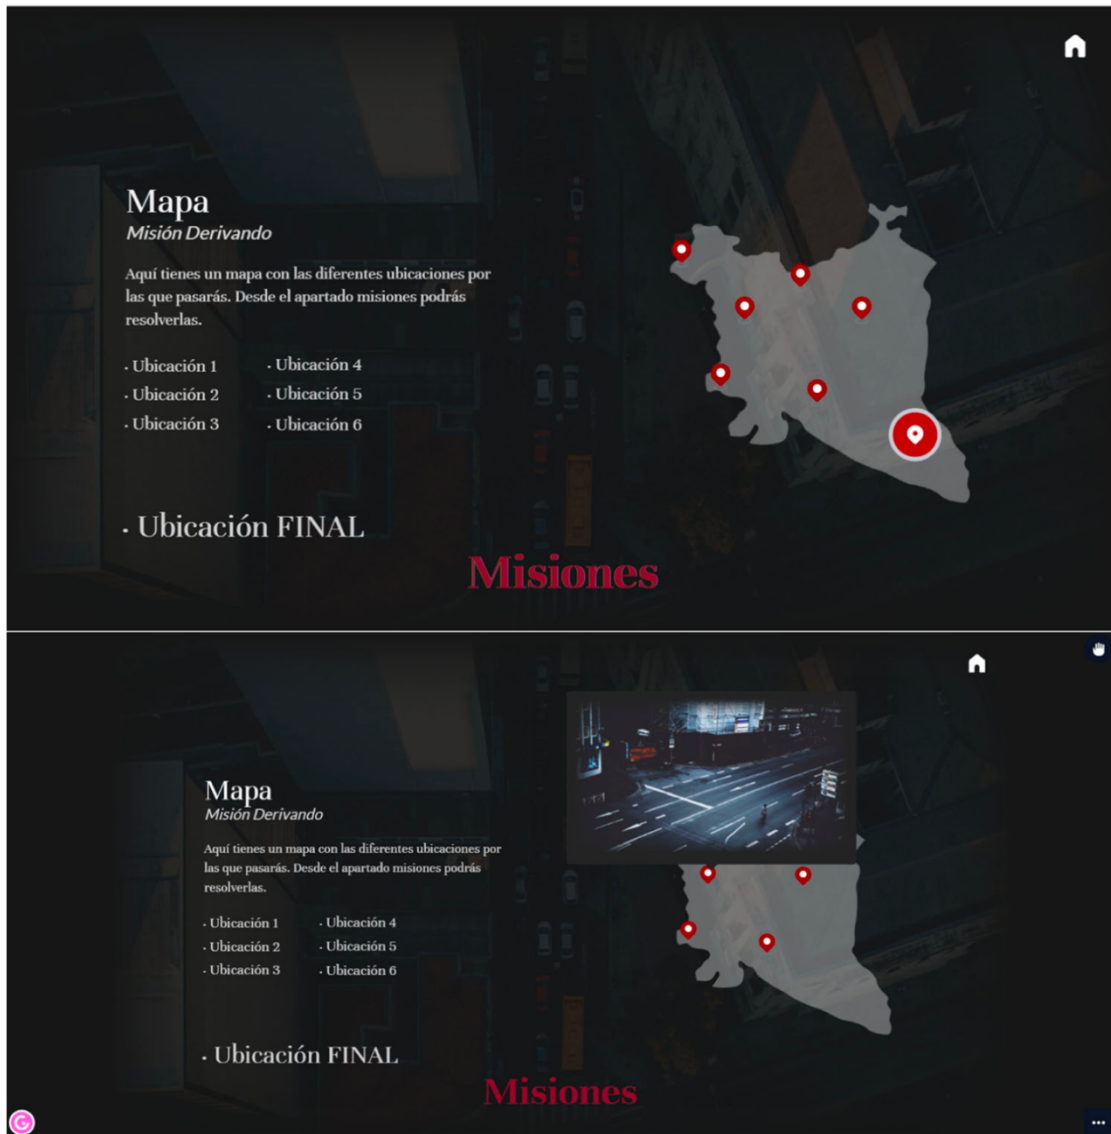 Mapa
Misión Derivando
Aquí tienes un mapa con las diferentes ubicaciones por
las que pasarás. Desde el apartado misiones podrás
resolverlas.
· Ubicación 1
· Ubicación 2
· Ubicación 3
· Ubicación 4
· Ubicación 5
· Ubicación 6
· Ubicación FINAL
Misiones
Mapa
Misión Derivando
Aquí tienes un mapa con las diferentes ubicaciones por
las que pasarás. Desde el apartado misiones podrás
resolverlas.
· Ubicación 1
· Ubicación 2
· Ubicación 3
· Ubicación 4
· Ubicación 5
· Ubicación 6
· Ubicación FINAL
Misiones